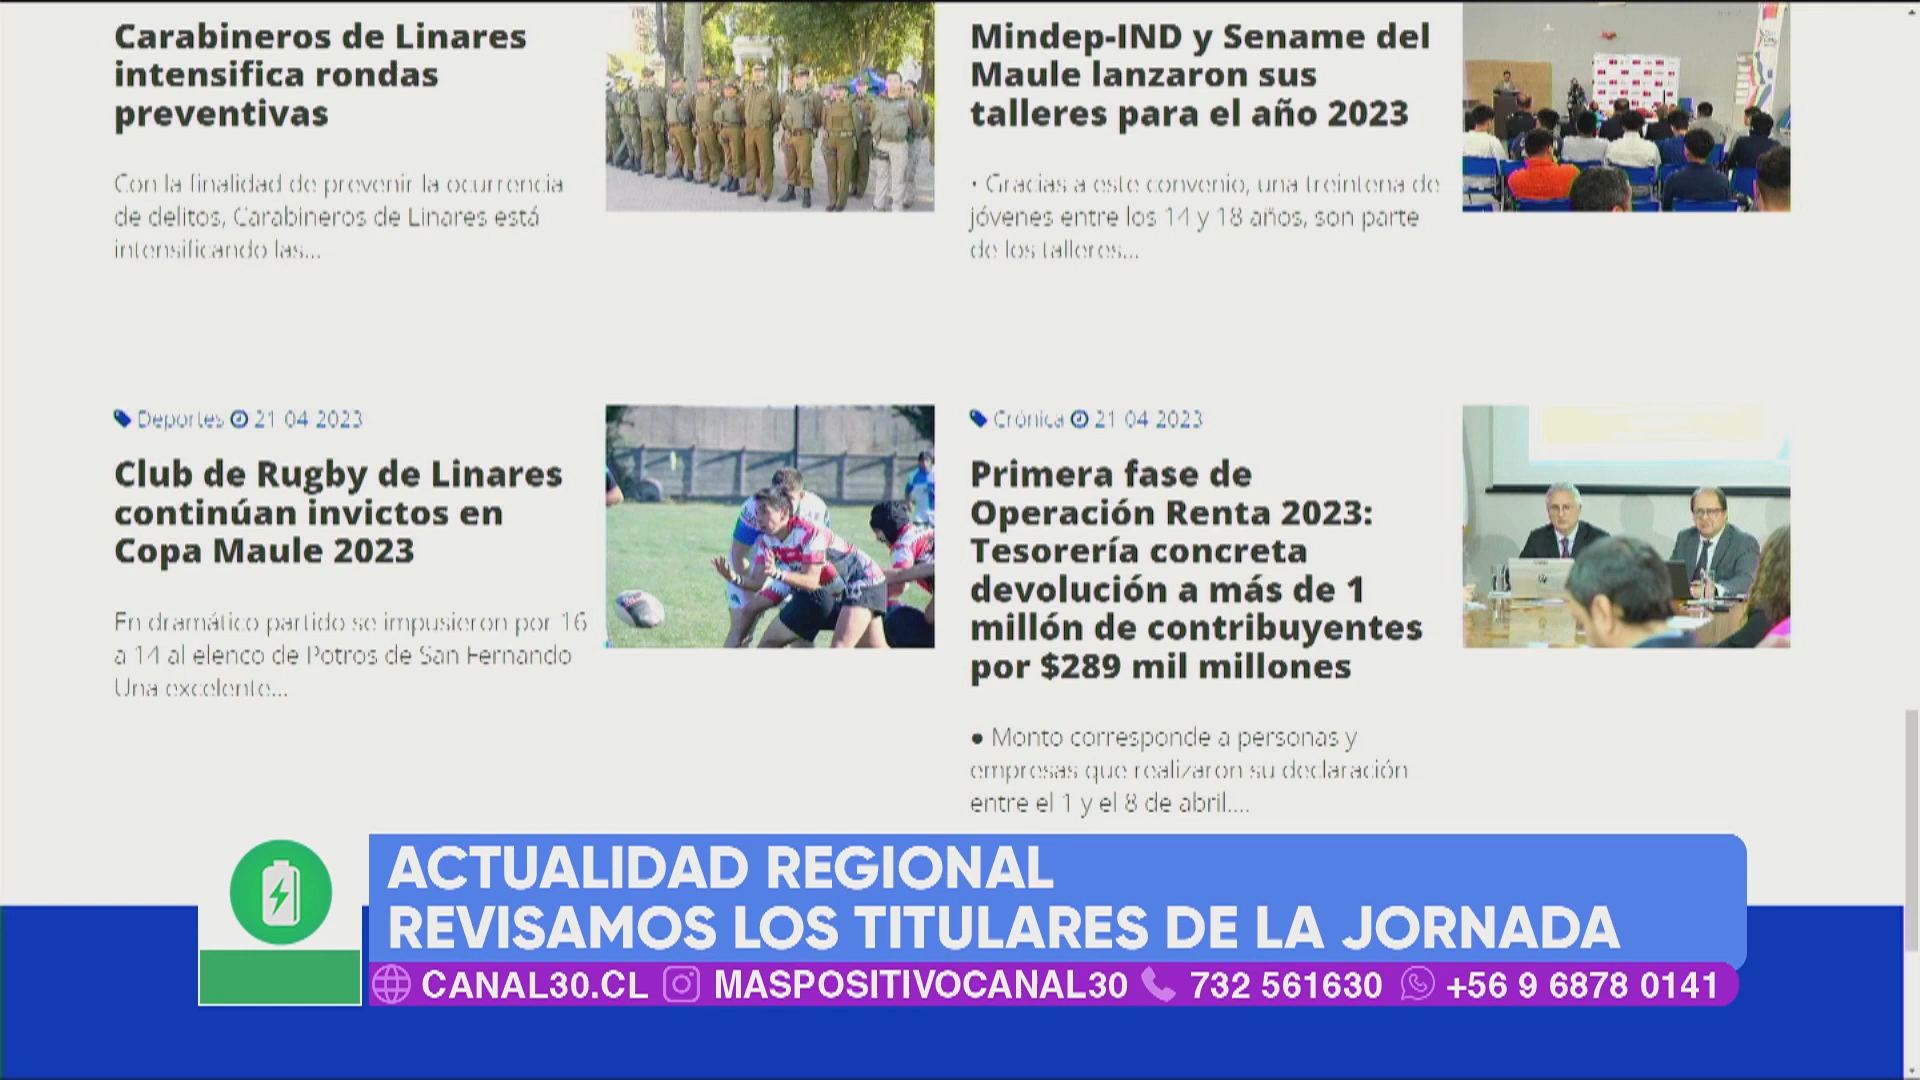 Carabineros de Linares
intensifica rondas
preventivas
Con la finalidad de prevenir la ocurrencia
de delitos, Carabineros de Linares está
intensificando las...
Mindep-IND y Sename del
Maule lanzaron sus
talleres para el año 2023
• Gracias a este convenio, una treintena de
jóvenes entre los 14 y 18 años, son parte
de los talleres...
Deportes 21 04 2023
Club de Rugby de Linares
continúan invictos en
Copa Maule 2023
En dramático partido se impusieron por 16
a 14 al elenco de Potros de San Fernando
Una excelente...
Crónica 21 04 2023
Primera fase de
Operación Renta 2023:
Tesorería concreta
devolución a más de 1
millón de contribuyentes
por $289 mil millones
● Monto corresponde a personas y
empresas que realizaron su declaración
entre el 1 y el 8 de abril....
ACTUALIDAD REGIONAL
REVISAMOS LOS TITULARES DE LA JORNADA
CANAL30.CL MASPOSITIVOCANAL30 732 561630 +56 9 6878 0141